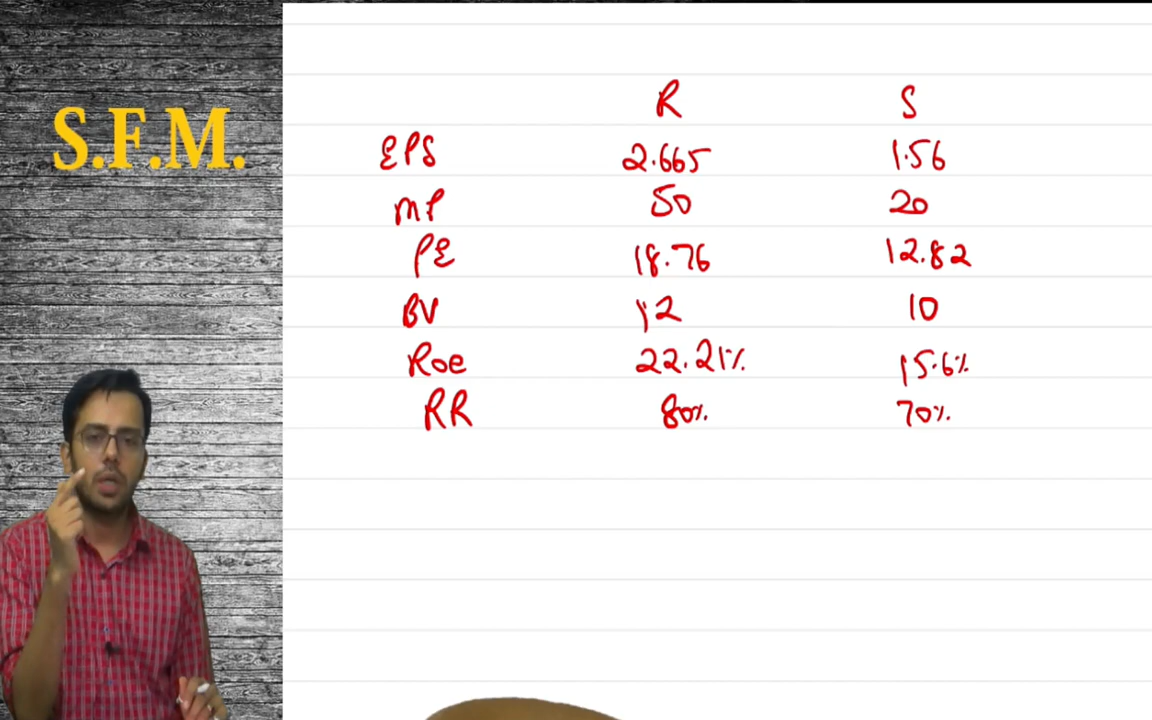 S.F.M.
R S
EPS 2.665 1.56
MP 50 20
PE 18.76 12.82
BV 12 10
Roe 22.21% 15.6%
RR 80% 70%